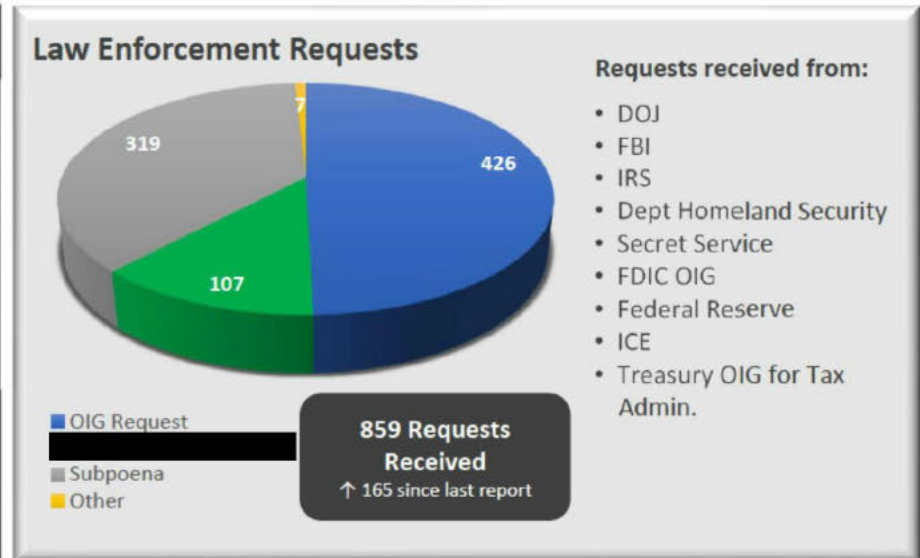 Law Enforcement Requests
7
319
426
107
OIG Request
Subpoena
Other
859 Requests
Received
↑ 165 since last report
Requests received from:
• DOJ
• FBI
• IRS
• Dept Homeland Security
• Secret Service
• FDIC OIG
• Federal Reserve
• ICE
• Treasury OIG for Tax
Admin.